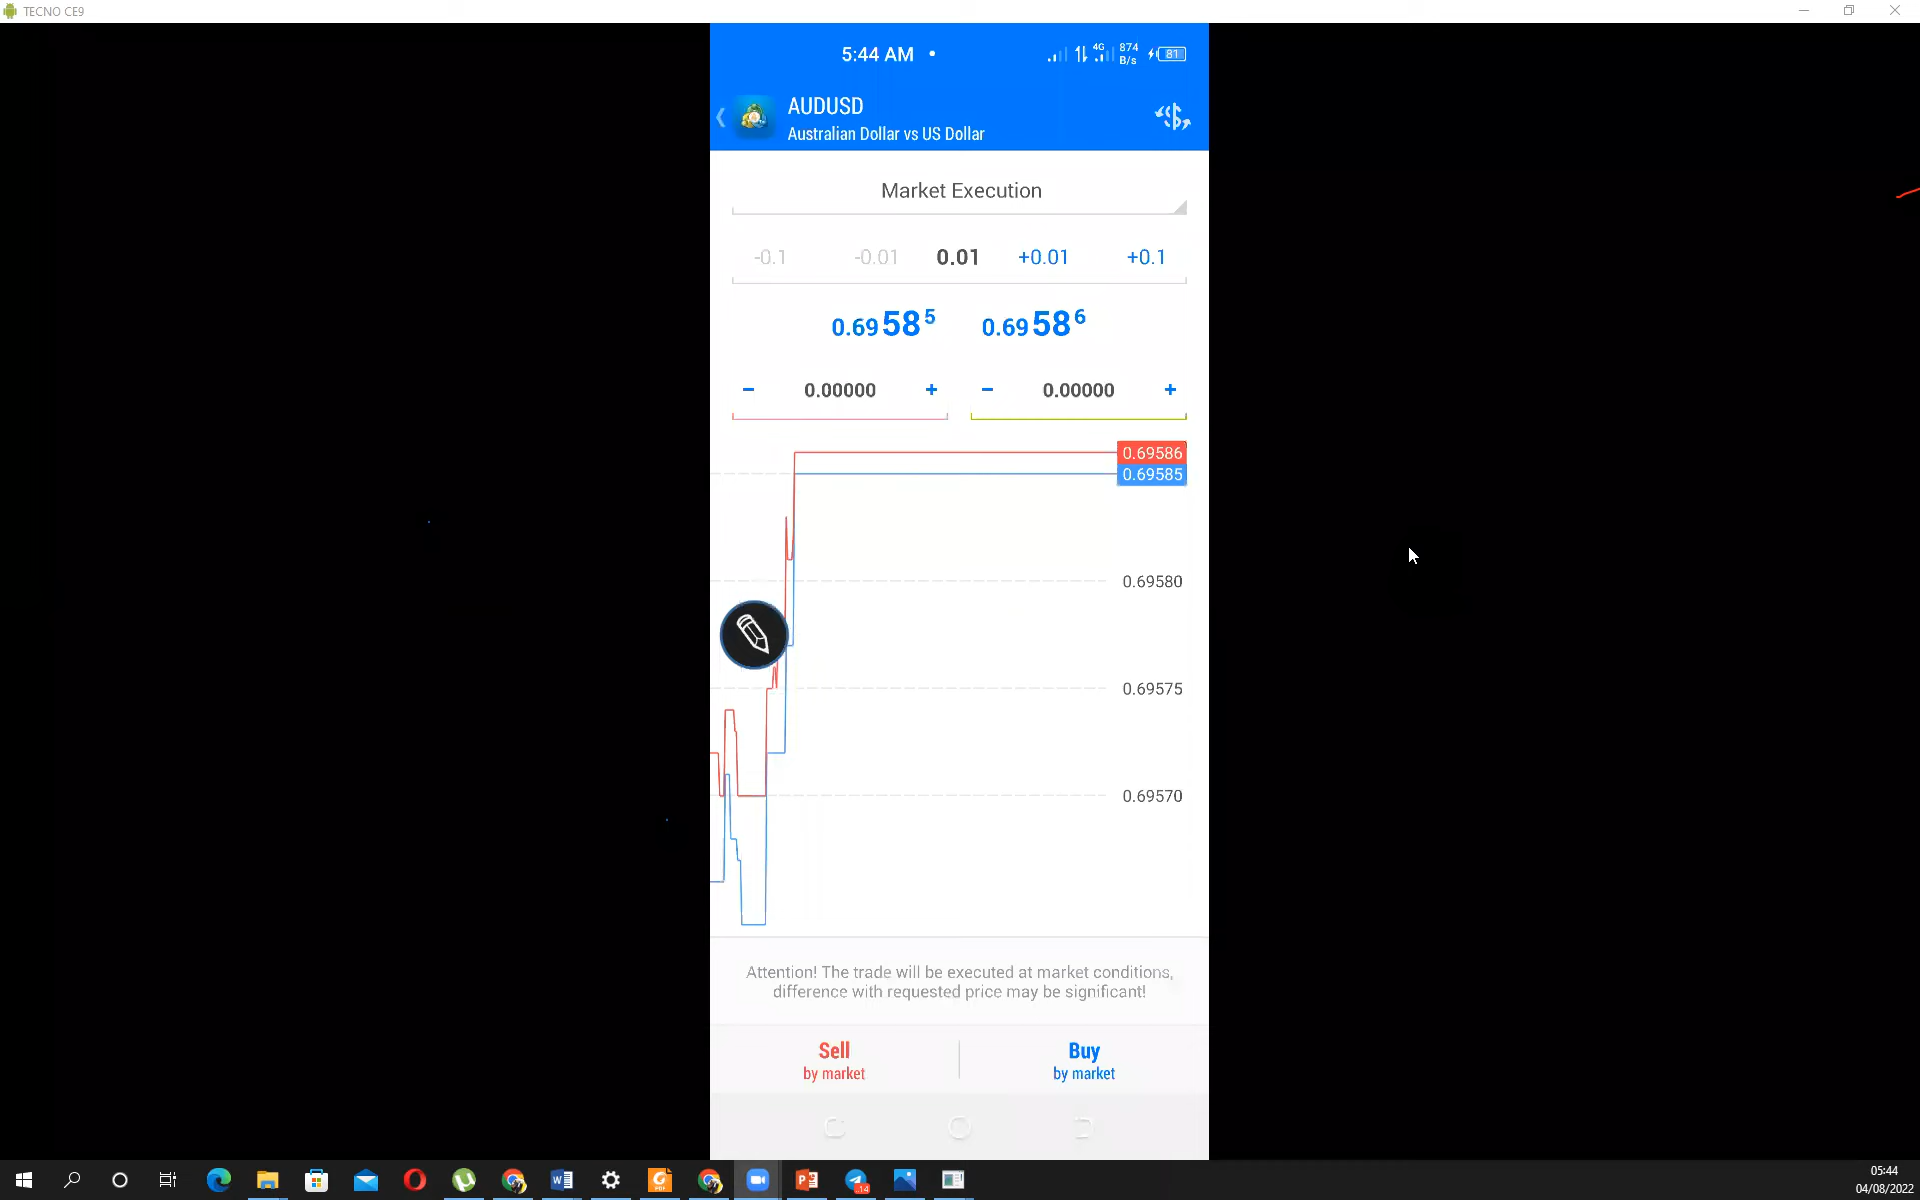 TECNO CE9
5:44 AM
4G 874 B/s 81
AUDUSD
Australian Dollar vs US Dollar
Market Execution
-0.1 -0.01 0.01 +0.01 +0.1
0.69585 0.69586
- 0.00000 + - 0.00000 +
0.69586
0.69585
0.69580
0.69575
0.69570
Attention! The trade will be executed at market conditions,
difference with requested price may be significant!
Sell Buy
by market by market
05:44
14
04/08/2022